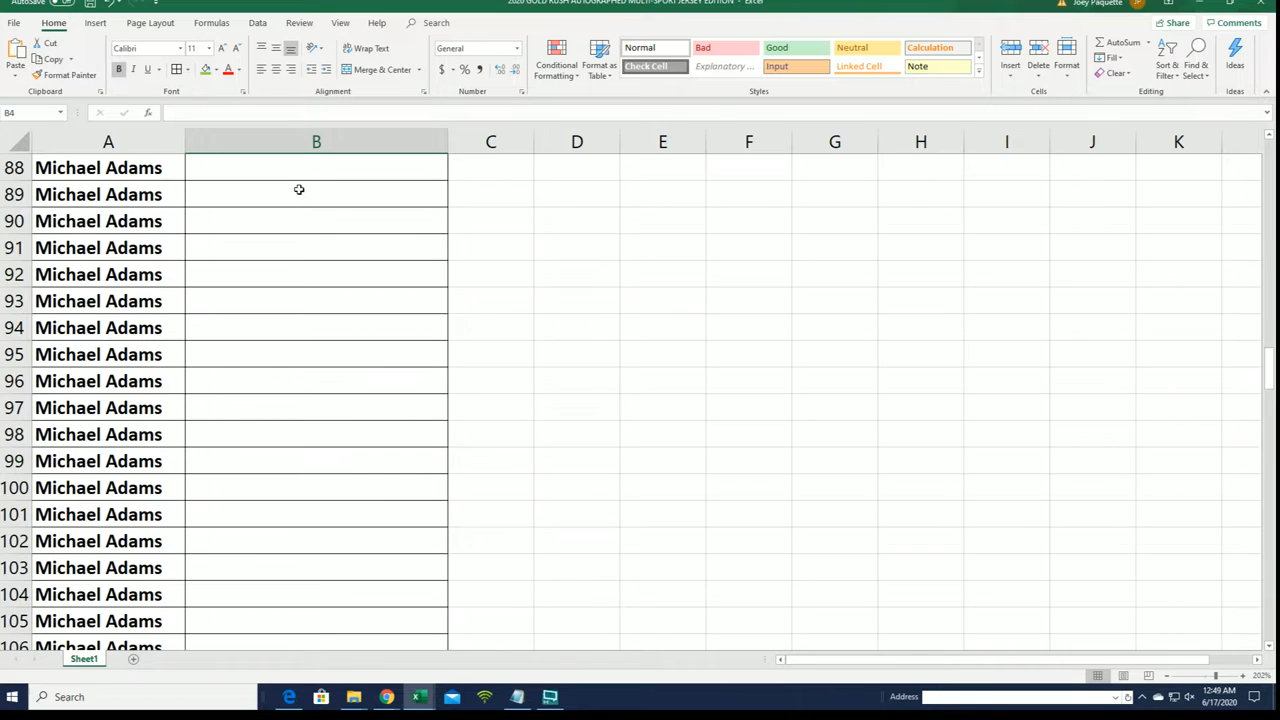 AutoSave
2020 GOLD RUSH AUTOGRAPHED MULTI-SPORT JERSEY EDITION - Excel
Joey Paquette JP
File Home Insert Page Layout Formulas Data Review View Help Search Share Comments
Paste Cut Copy Format Painter Clipboard
Calibri 11 A A B I U A Font
Wrap Text Merge & Center Alignment
General $ % Number
Conditional Formatting Format as Table
Normal Bad Good Neutral Calculation
Check Cell Explanatory ... Input Linked Cell Note
Styles
Insert Delete Format Cells
AutoSum Fill Clear Sort & Filter Find & Select Editing
Ideas Ideas
B4 fx
A B C D E F G H I J K
88 Michael Adams
89 Michael Adams
90 Michael Adams
91 Michael Adams
92 Michael Adams
93 Michael Adams
94 Michael Adams
95 Michael Adams
96 Michael Adams
97 Michael Adams
98 Michael Adams
99 Michael Adams
100 Michael Adams
101 Michael Adams
102 Michael Adams
103 Michael Adams
104 Michael Adams
105 Michael Adams
106 Michael Adams
Sheet1
202%
Search Address 12:49 AM
6/17/2020